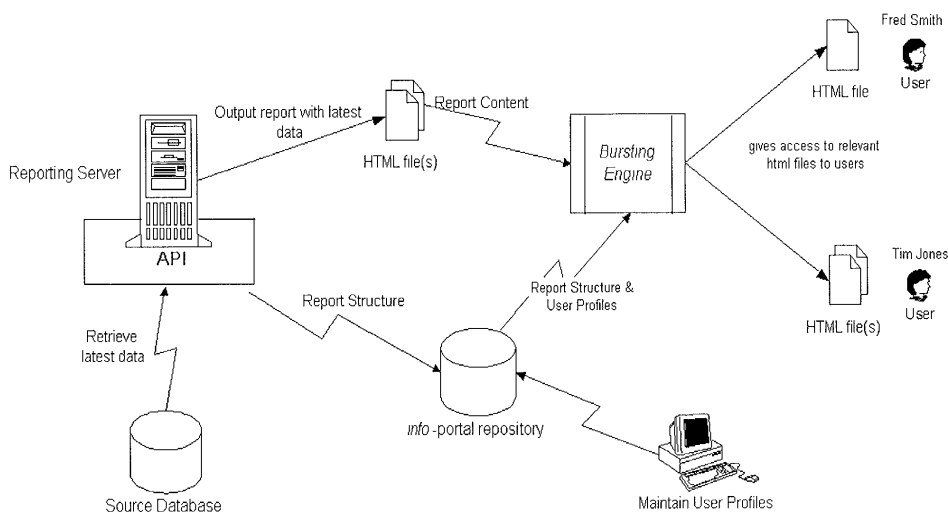 Fred Smith
User
HTML file
Output report with latest
data
Report Content
HTML file(s)
Bursting
Engine
gives access to relevant
html files to users
Reporting Server
API
Tim Jones
User
HTML file(s)
Report Structure
Report Structure &
User Profiles
Retrieve
latest data
info -portal repository
Source Database
Maintain User Profiles